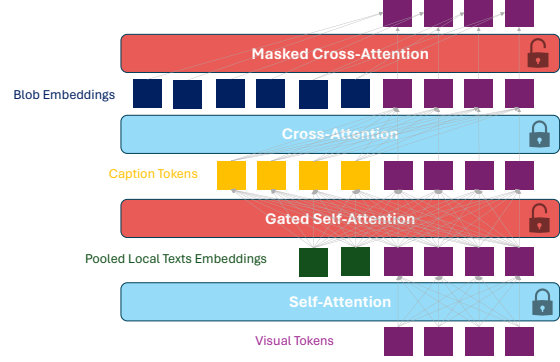 Masked Cross-Attention
Blob Embeddings
Cross-Attention
Caption Tokens
Gated Self-Attention
Pooled Local Texts Embeddings
Self-Attention
Visual Tokens